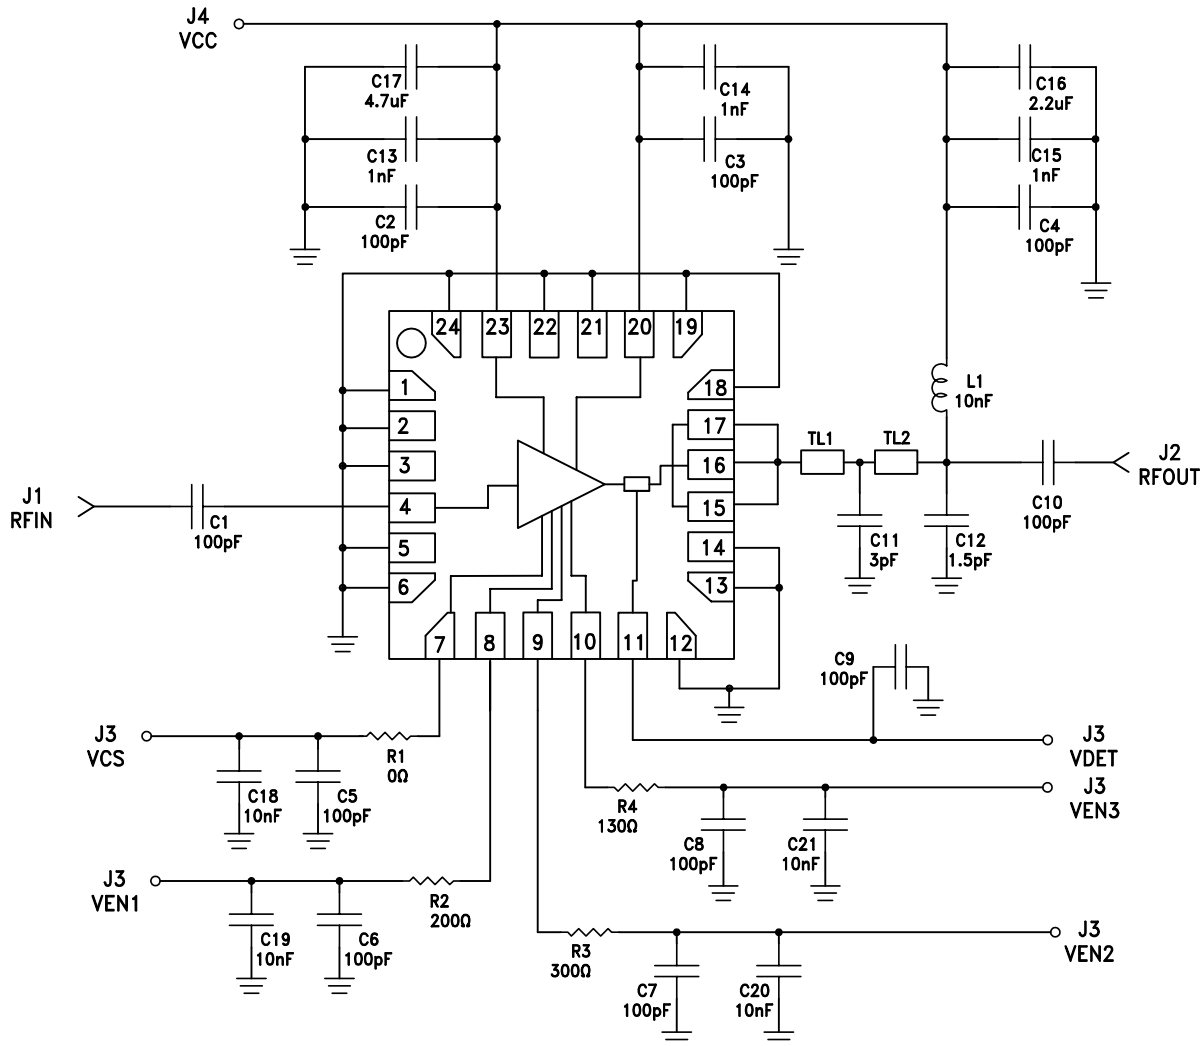 J4
VCC
C17
4.7uF
C13
1nF
C2
100pF
C14
1nF
C3
100pF
C16
2.2uF
C15
1nF
C4
100pF
24
23
22
21
20
19
1
2
3
4
5
6
18
17
16
15
14
13
7
8
9
10
11
12
J1
RFIN
C1
100pF
L1
10nF
TL1
TL2
J2
RFOUT
C10
100pF
C11
3pF
C12
1.5pF
C9
100pF
J3
VCS
R1
0Ω
C18
10nF
C5
100pF
J3
VDET
J3
VEN3
R4
130Ω
C8
100pF
C21
10nF
J3
VEN1
R2
200Ω
C19
10nF
C6
100pF
J3
VEN2
R3
300Ω
C7
100pF
C20
10nF